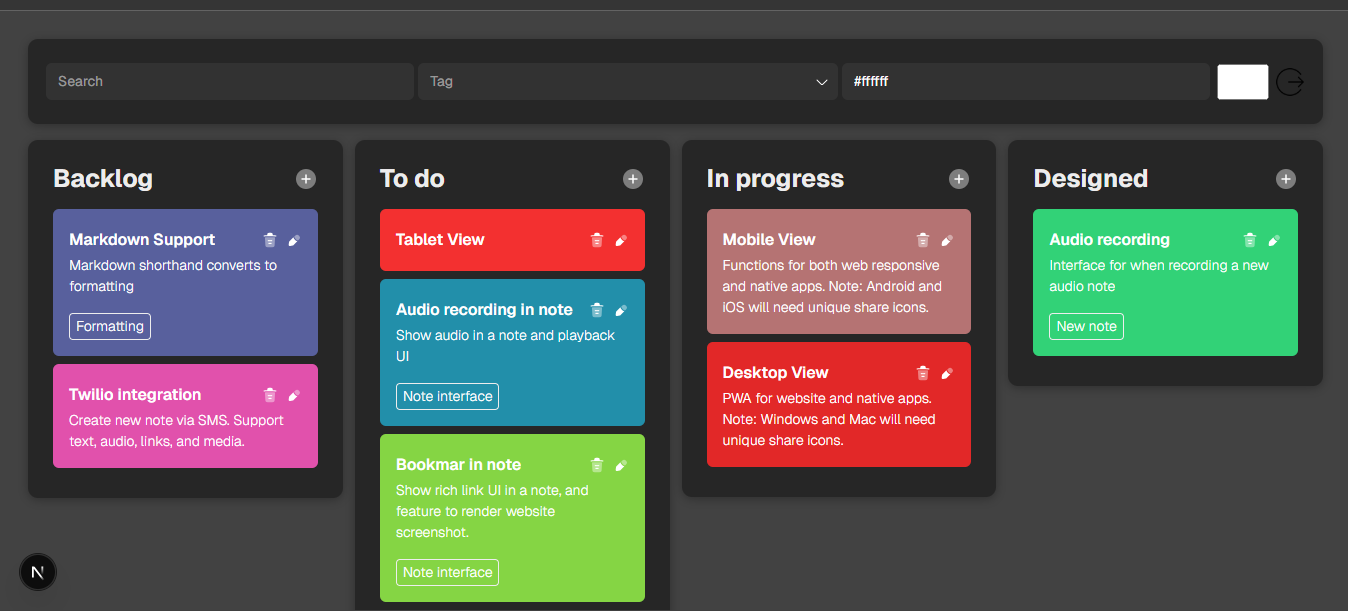 Search
Tag
#ffffff
Backlog
Markdown Support
Markdown shorthand converts to
formatting
Formatting
Twilio integration
Create new note via SMS. Support
text, audio, links, and media.
To do
Tablet View
Audio recording in note
Show audio in a note and playback
UI
Note interface
Bookmar in note
Show rich link UI in a note, and
feature to render website
screenshot.
Note interface
In progress
Mobile View
Functions for both web responsive
and native apps. Note: Android and
iOS will need unique share icons.
Desktop View
PWA for website and native apps.
Note: Windows and Mac will need
unique share icons.
Designed
Audio recording
Interface for when recording a new
audio note
New note
N